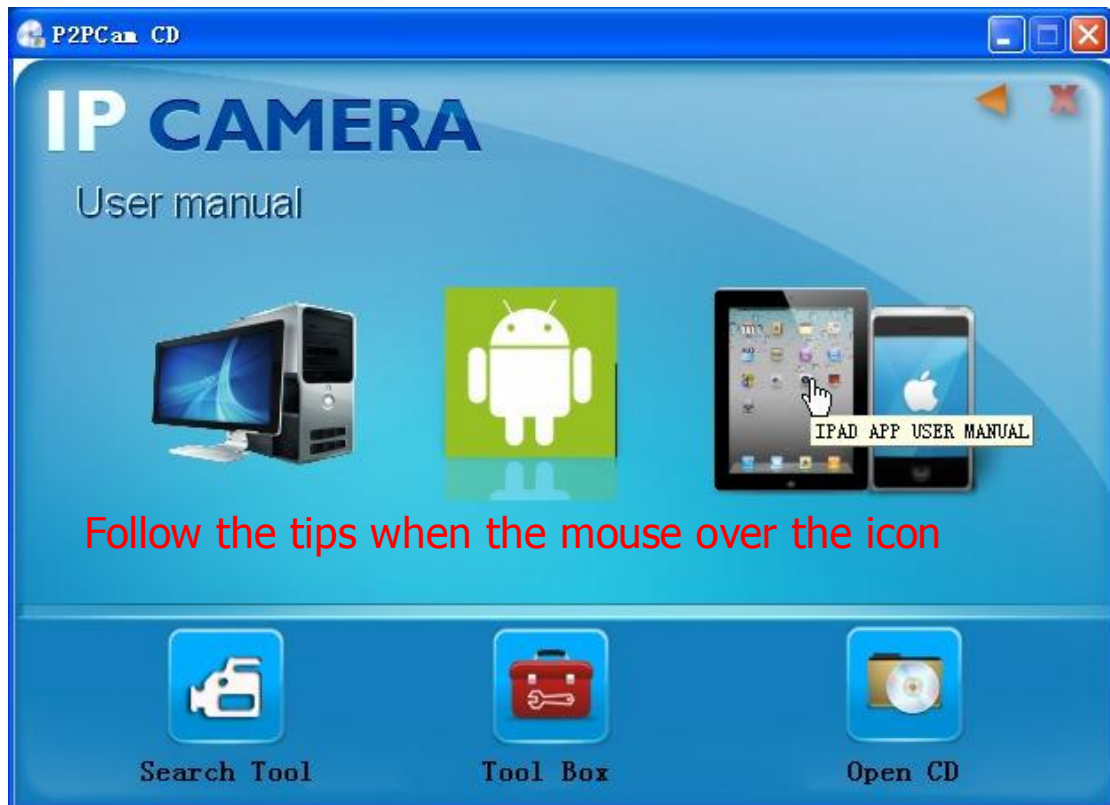 P2PCam CD
IP CAMERA
User manual
IPAD APP USER MANUAL
Follow the tips when the mouse over the icon
Search Tool
Tool Box
Open CD